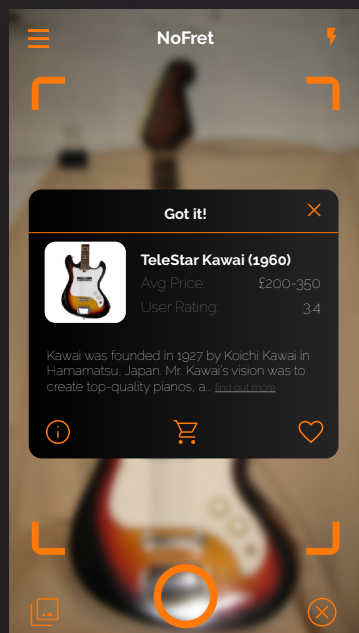 NoFret
Got it!
TeleStar Kawai (1960)
Avg Price: £200-350
User Rating: 3.4
Kawai was founded in 1927 by Koichi Kawai in
Hamamatsu, Japan. Mr. Kawai's vision was to
create top-quality pianos, a... find out more